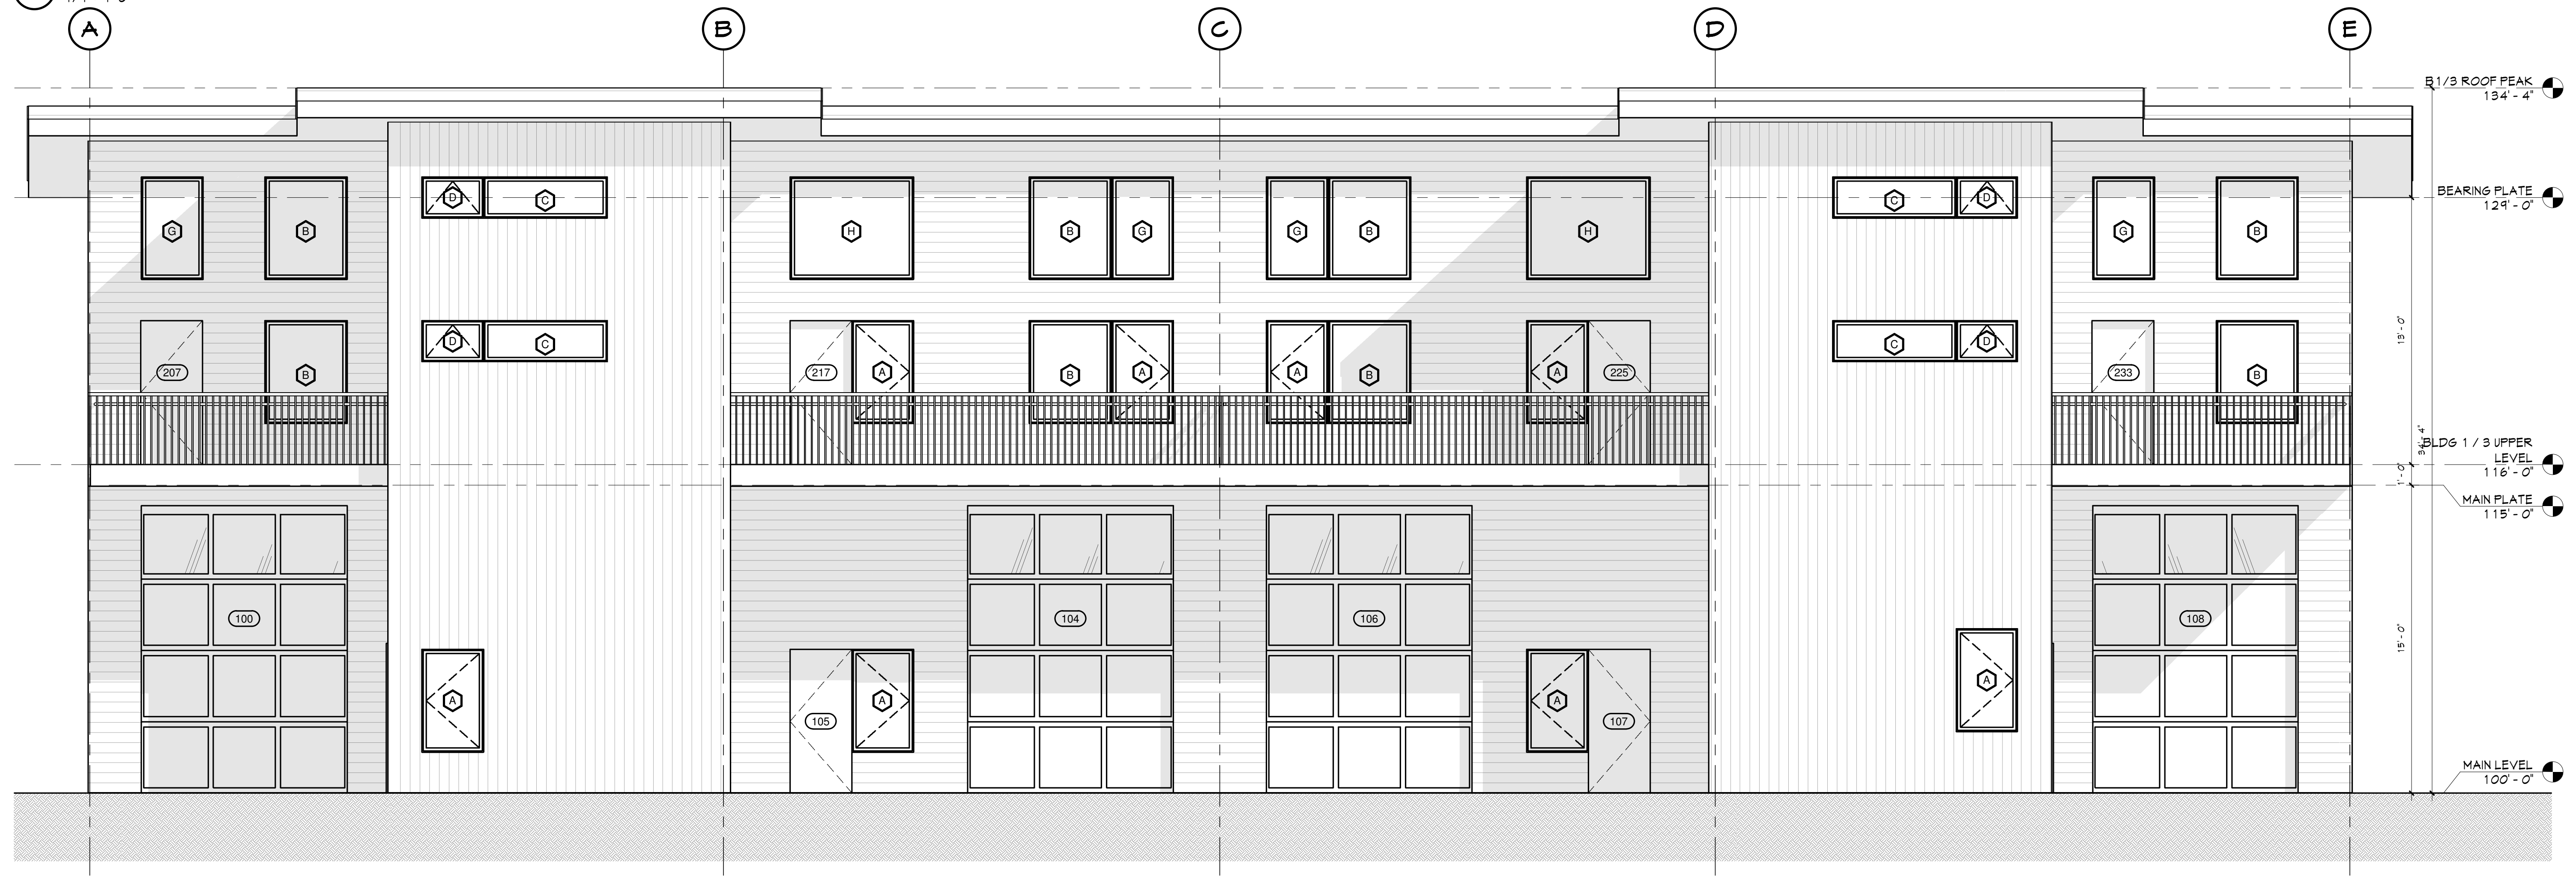 A B C D E
B1/3 ROOF PEAK
134' - 4"
BEARING PLATE
129' - 0"
G B D C H B G G B H C D G B
13' - 0"
D C C D
207 B 217 A B A A B A 225 233 B
34' - 4"
BLDG 1 / 3 UPPER
LEVEL
116' - 0"
1' - 0"
MAIN PLATE
115' - 0"
100 104 106 108
15' - 0"
A 105 A A 107 A
MAIN LEVEL
100' - 0"